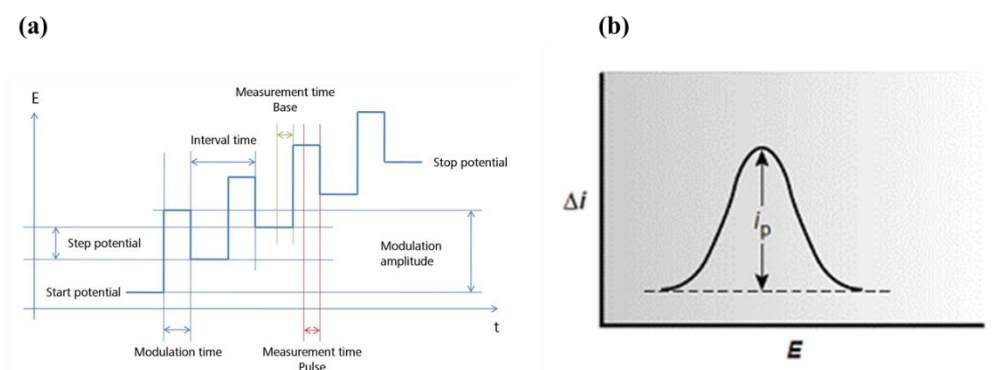 (a)
(b)
E
Measurement time
Base
Interval time
Stop potential
Step potential
Modulation
amplitude
Start potential
t
Modulation time
Measurement time
Pulse
Δi
ip
E